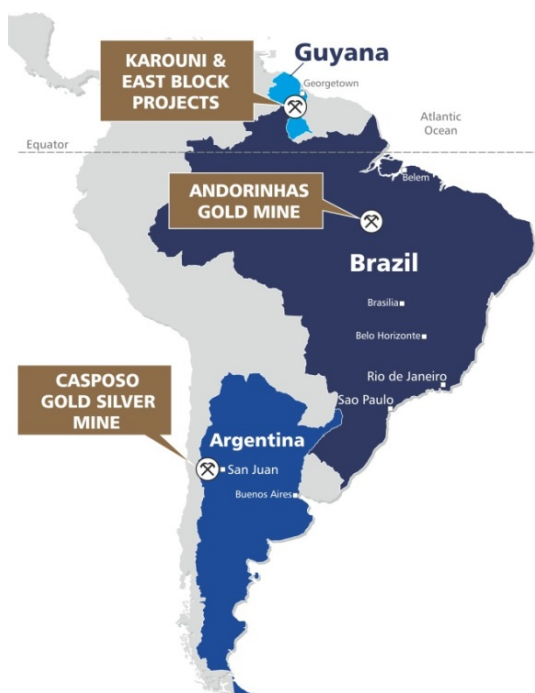 KAROUNI &
EAST BLOCK
PROJECTS
Guyana
Georgetown
Atlantic
Ocean
Equator
Belem
ANDORINHAS
GOLD MINE
Brazil
Brasilia
Belo Horizonte
Rio de Janeiro
Sao Paulo
CASPOSO
GOLD SILVER
MINE
Argentina
San Juan
Buenos Aires